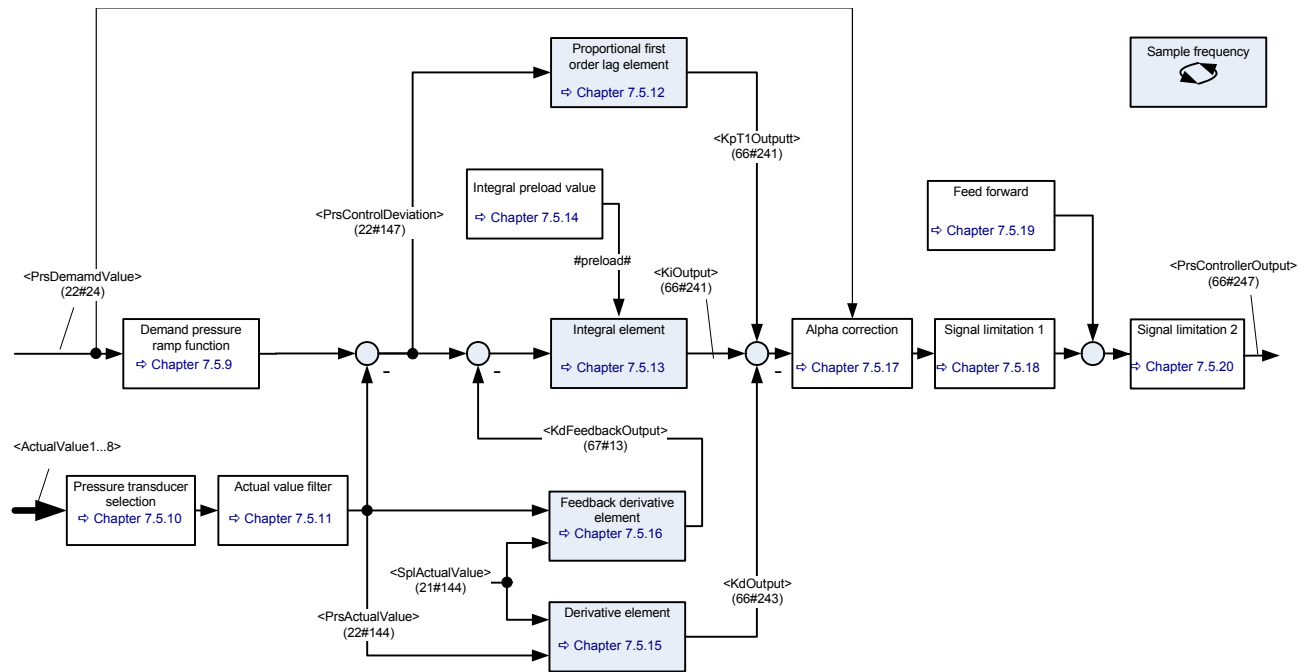 Proportional first
order lag element
⇨ Chapter 7.5.12
Sample frequency
<KpT1Outputt>
(66#241)
Integral preload value
⇨ Chapter 7.5.14
Feed forward
⇨ Chapter 7.5.19
<PrsControlDeviation>
(22#147)
#preload#
<KiOutput>
(66#241)
<PrsControllerOutput>
(66#247)
<PrsDemamdValue>
(22#24)
Demand pressure
ramp function
⇨ Chapter 7.5.9
-
-
Integral element
⇨ Chapter 7.5.13
-
Alpha correction
⇨ Chapter 7.5.17
Signal limitation 1
⇨ Chapter 7.5.18
Signal limitation 2
⇨ Chapter 7.5.20
<KdFeedbackOutput>
(67#13)
<ActualValue1...8>
Pressure transducer
selection
⇨ Chapter 7.5.10
Actual value filter
⇨ Chapter 7.5.11
Feedback derivative
element
⇨ Chapter 7.5.16
<SplActualValue>
(21#144)
<KdOutput>
(66#243)
<PrsActualValue>
(22#144)
Derivative element
⇨ Chapter 7.5.15